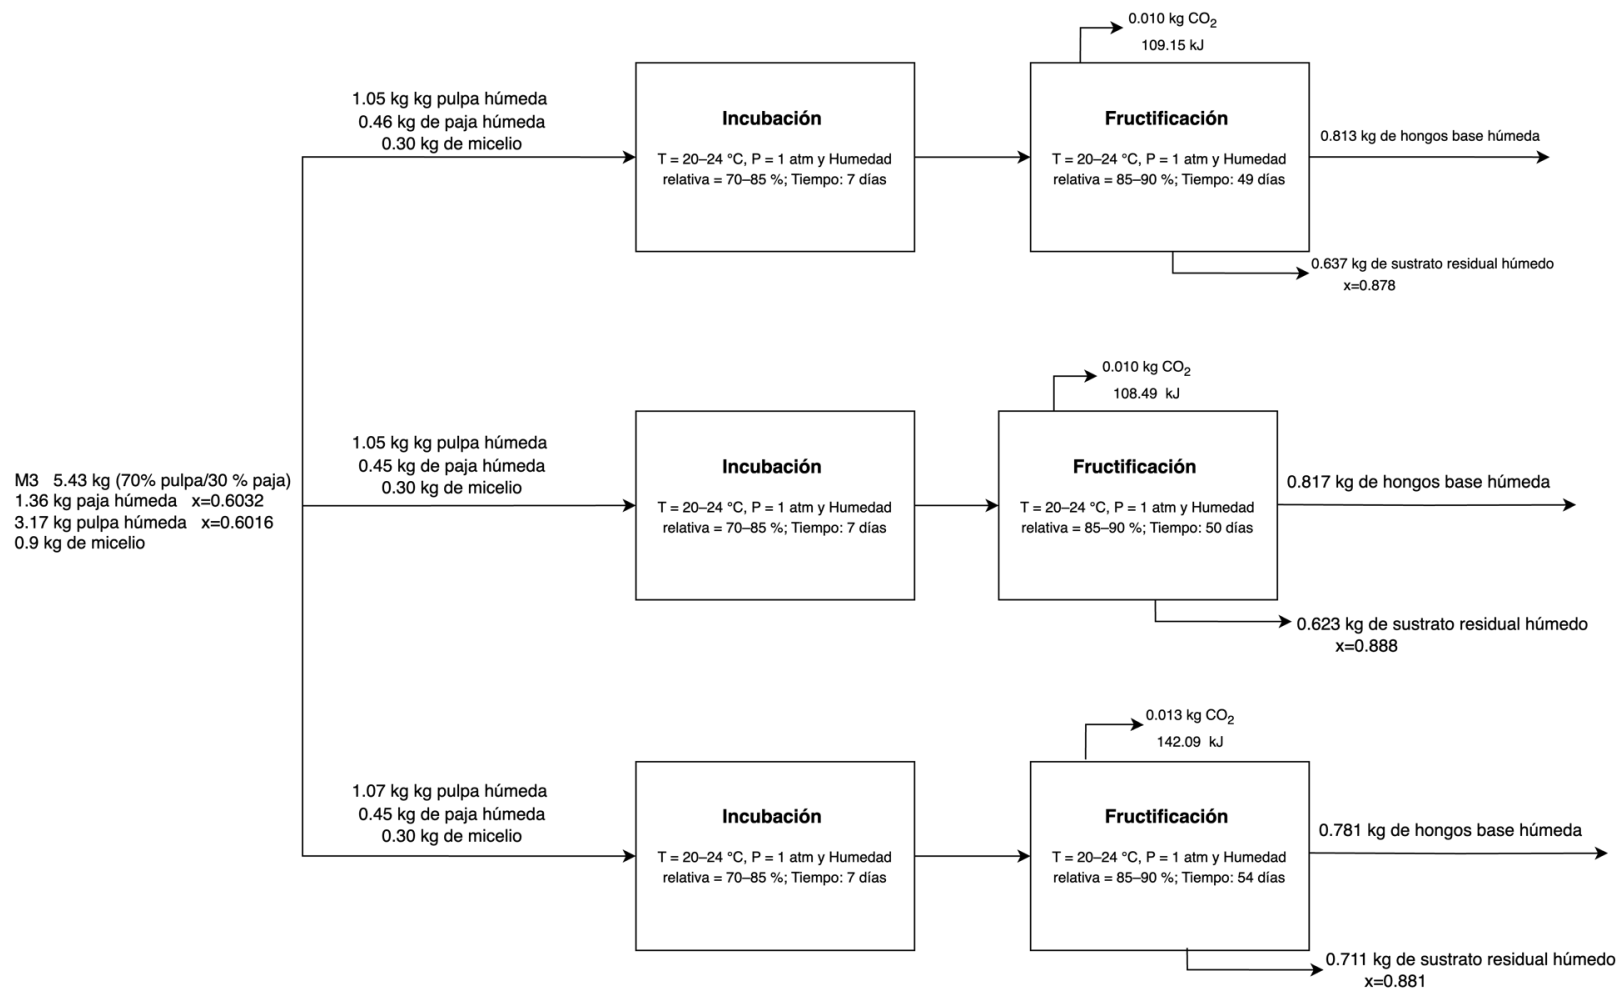 0.010 kg CO2
109.15 kJ
1.05 kg kg pulpa húmeda
0.46 kg de paja húmeda
0.30 kg de micelio
Incubación
T = 20–24 °C, P = 1 atm y Humedad
relativa = 70–85 %; Tiempo: 7 días
Fructificación
T = 20–24 °C, P = 1 atm y Humedad
relativa = 85–90 %; Tiempo: 49 días
0.813 kg de hongos base húmeda
0.637 kg de sustrato residual húmedo
x=0.878
0.010 kg CO2
108.49 kJ
1.05 kg kg pulpa húmeda
0.45 kg de paja húmeda
0.30 kg de micelio
Incubación
T = 20–24 °C, P = 1 atm y Humedad
relativa = 70–85 %; Tiempo: 7 días
Fructificación
T = 20–24 °C, P = 1 atm y Humedad
relativa = 85–90 %; Tiempo: 50 días
0.817 kg de hongos base húmeda
M3 5.43 kg (70% pulpa/30 % paja)
1.36 kg paja húmeda x=0.6032
3.17 kg pulpa húmeda x=0.6016
0.9 kg de micelio
0.623 kg de sustrato residual húmedo
x=0.888
0.013 kg CO2
142.09 kJ
1.07 kg kg pulpa húmeda
0.45 kg de paja húmeda
0.30 kg de micelio
Incubación
T = 20–24 °C, P = 1 atm y Humedad
relativa = 70–85 %; Tiempo: 7 días
Fructificación
T = 20–24 °C, P = 1 atm y Humedad
relativa = 85–90 %; Tiempo: 54 días
0.781 kg de hongos base húmeda
0.711 kg de sustrato residual húmedo
x=0.881